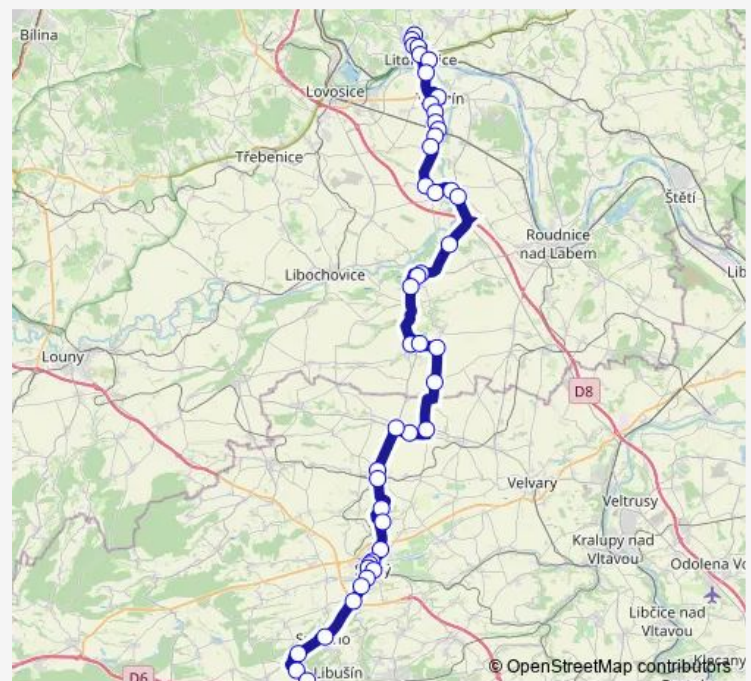 Bílina
Lovosice
Třebenice
Štětí
Roudnice
nad Labem
Libochovice
Louny
D8
Velvary
Veltrusy
Kralupy nad
Vltavou
Libčice nad
Vltavou
D6
Libušín
© OpenStreetMap contributors